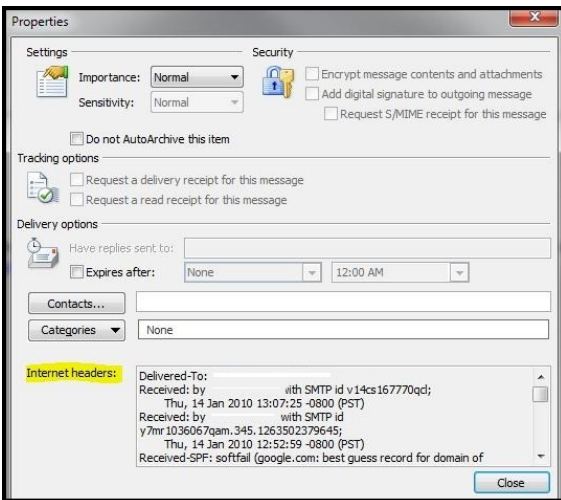 Properties
Settings
Security
Importance: Normal
Sensitivity: Normal
Encrypt message contents and attachments
Add digital signature to outgoing message
Request S/MIME receipt for this message
Do not AutoArchive this item
Tracking options
Request a delivery receipt for this message
Request a read receipt for this message
Delivery options
Have replies sent to:
Expires after: None 12:00 AM
Contacts...
Categories None
Internet headers:
Delivered-To:
Received: by with SMTP id v14cs167770qcl;
Thu, 14 Jan 2010 13:07:25 -0800 (PST)
Received: by with SMTP id
y7mr1036067qam.345.1263502379645;
Thu, 14 Jan 2010 12:52:59 -0800 (PST)
Received-SPF: softfail (google.com: best guess record for domain of
Close